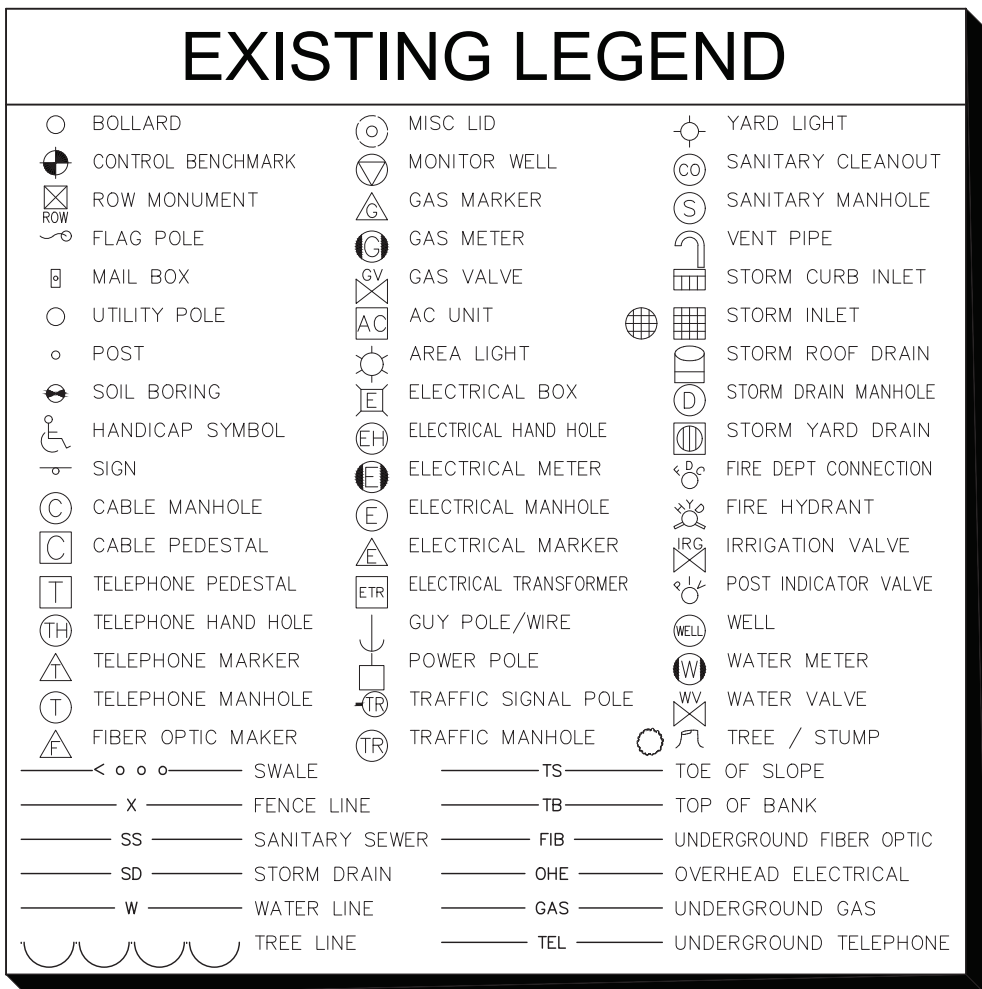 EXISTING LEGEND
BOLLARD
CONTROL BENCHMARK
ROW MONUMENT
ROW
FLAG POLE
MAIL BOX
UTILITY POLE
POST
SOIL BORING
HANDICAP SYMBOL
SIGN
C CABLE MANHOLE
C CABLE PEDESTAL
T TELEPHONE PEDESTAL
TH TELEPHONE HAND HOLE
T TELEPHONE MARKER
T TELEPHONE MANHOLE
F FIBER OPTIC MAKER
MISC LID
MONITOR WELL
G GAS MARKER
G GAS METER
GV GAS VALVE
AC AC UNIT
AREA LIGHT
E ELECTRICAL BOX
EH ELECTRICAL HAND HOLE
E ELECTRICAL METER
E ELECTRICAL MANHOLE
E ELECTRICAL MARKER
ETR ELECTRICAL TRANSFORMER
GUY POLE/WIRE
POWER POLE
TR TRAFFIC SIGNAL POLE
TR TRAFFIC MANHOLE
YARD LIGHT
CO SANITARY CLEANOUT
S SANITARY MANHOLE
VENT PIPE
STORM CURB INLET
STORM INLET
STORM ROOF DRAIN
D STORM DRAIN MANHOLE
STORM YARD DRAIN
FDC FIRE DEPT CONNECTION
HYD FIRE HYDRANT
IRG IRRIGATION VALVE
PIV POST INDICATOR VALVE
WELL WELL
W WATER METER
WV WATER VALVE
TREE / STUMP
SWALE
X FENCE LINE
SS SANITARY SEWER
SD STORM DRAIN
W WATER LINE
TREE LINE
TS TOE OF SLOPE
TB TOP OF BANK
FIB UNDERGROUND FIBER OPTIC
OHE OVERHEAD ELECTRICAL
GAS UNDERGROUND GAS
TEL UNDERGROUND TELEPHONE